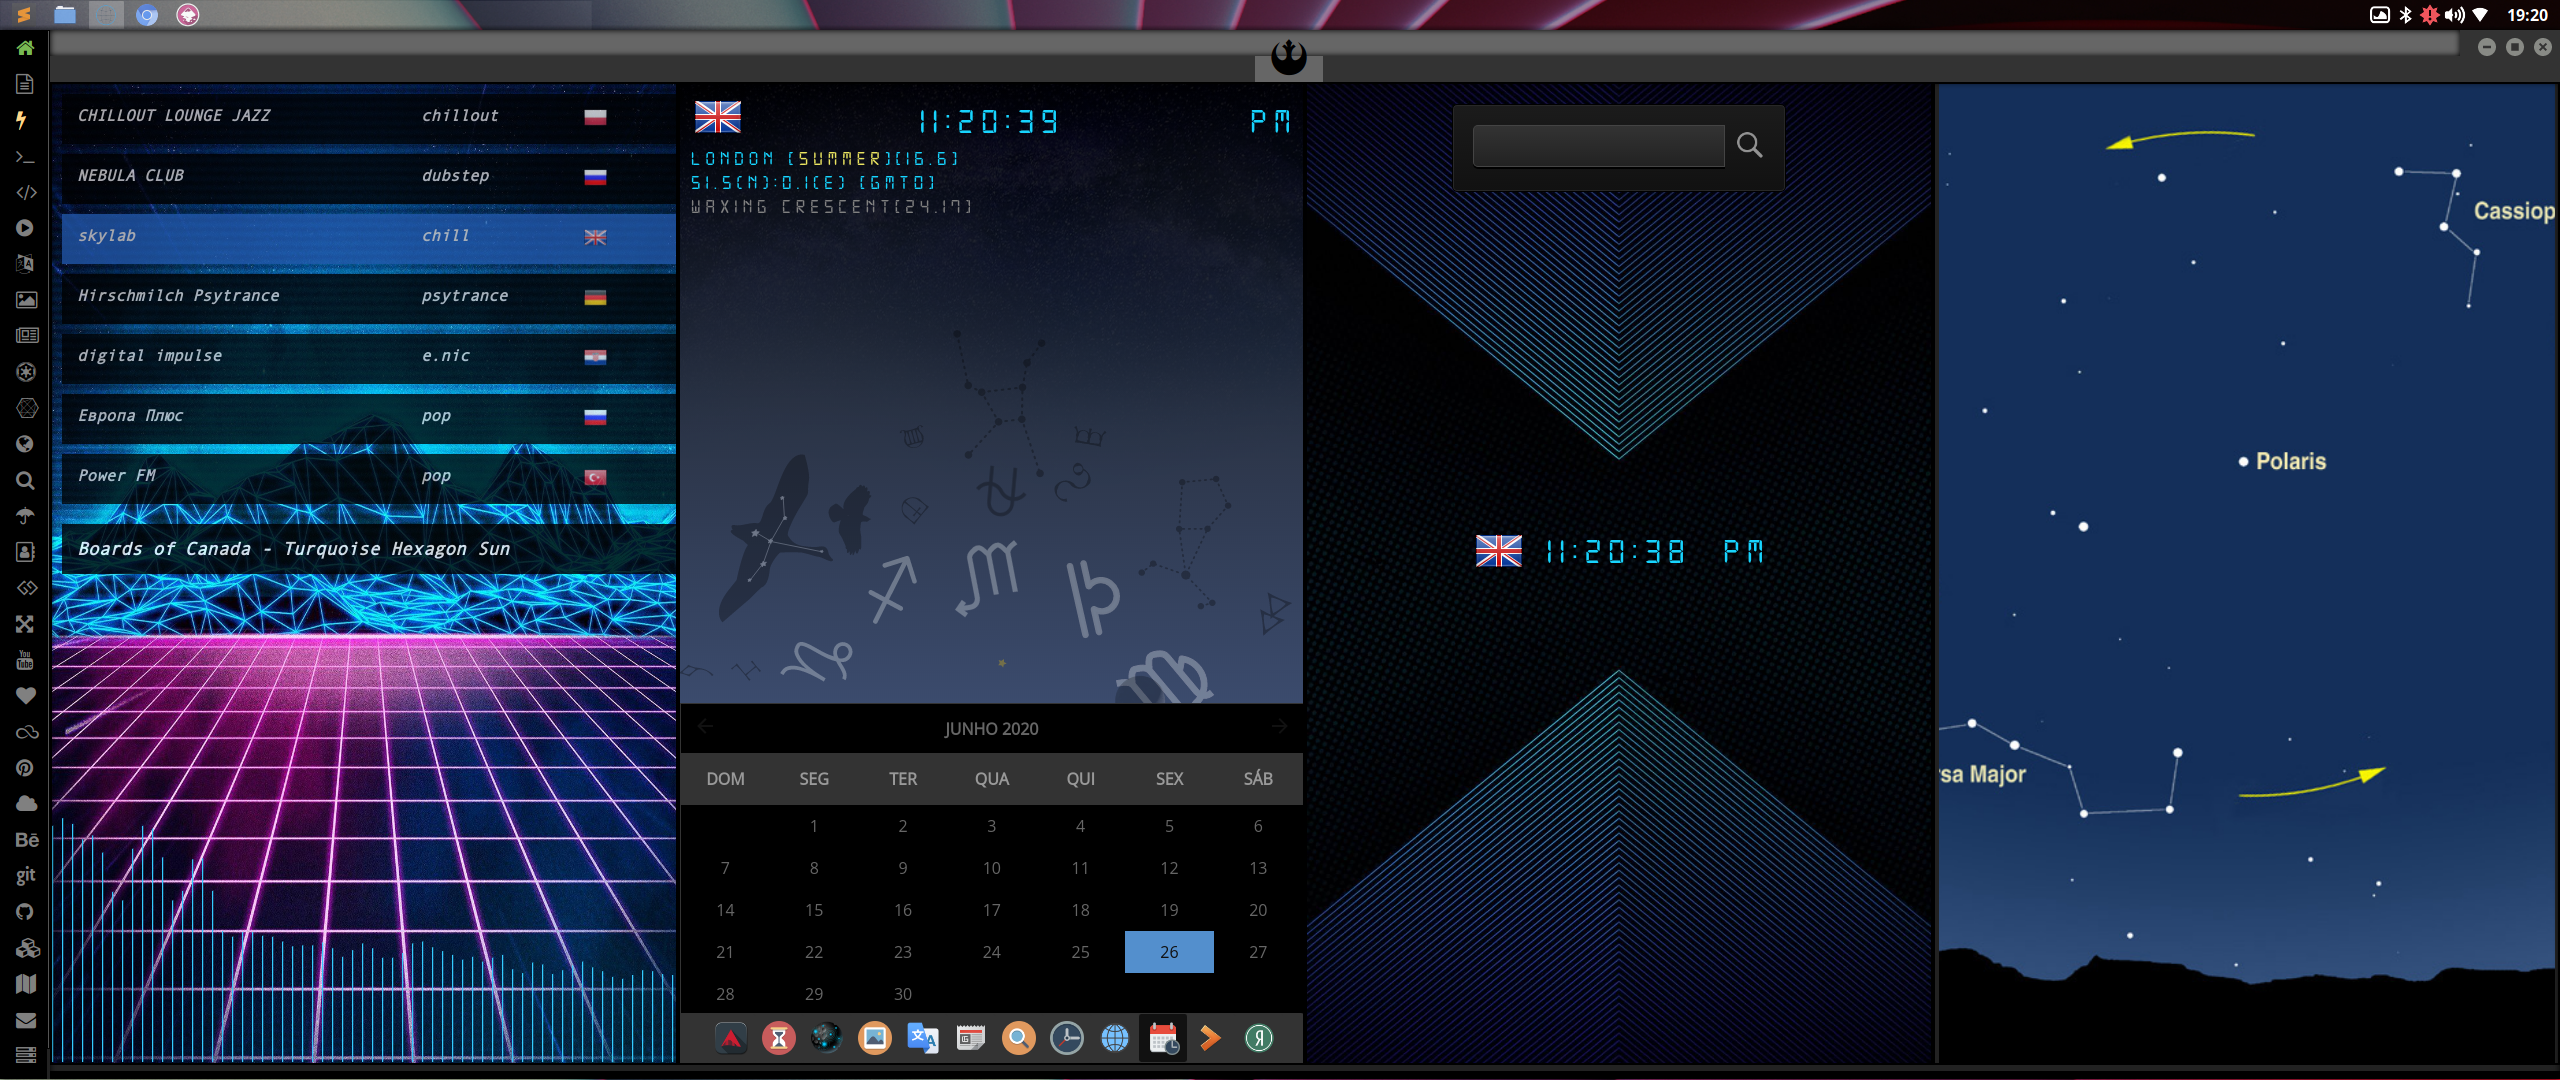 19:20
CHILLOUT LOUNGE JAZZ chillout
NEBULA CLUB dubstep
skylab chill
Hirschmilch Psytrance psytrance
digital impulse e.nic
Европа Плюс pop
Power FM pop
Boards of Canada - Turquoise Hexagon Sun
You
Tube
Bē
git
11:20:39 PM
LONDON [SUMMER][16.6]
51.5(N):0.1(E) [GMT0]
WAXING CRESCENT[24.17]
JUNHO 2020
DOM SEG TER QUA QUI SEX SÁB
1 2 3 4 5 6
7 8 9 10 11 12 13
14 15 16 17 18 19 20
21 22 23 24 25 26 27
28 29 30
11:20:38 PM
Cassiop
Polaris
rsa Major